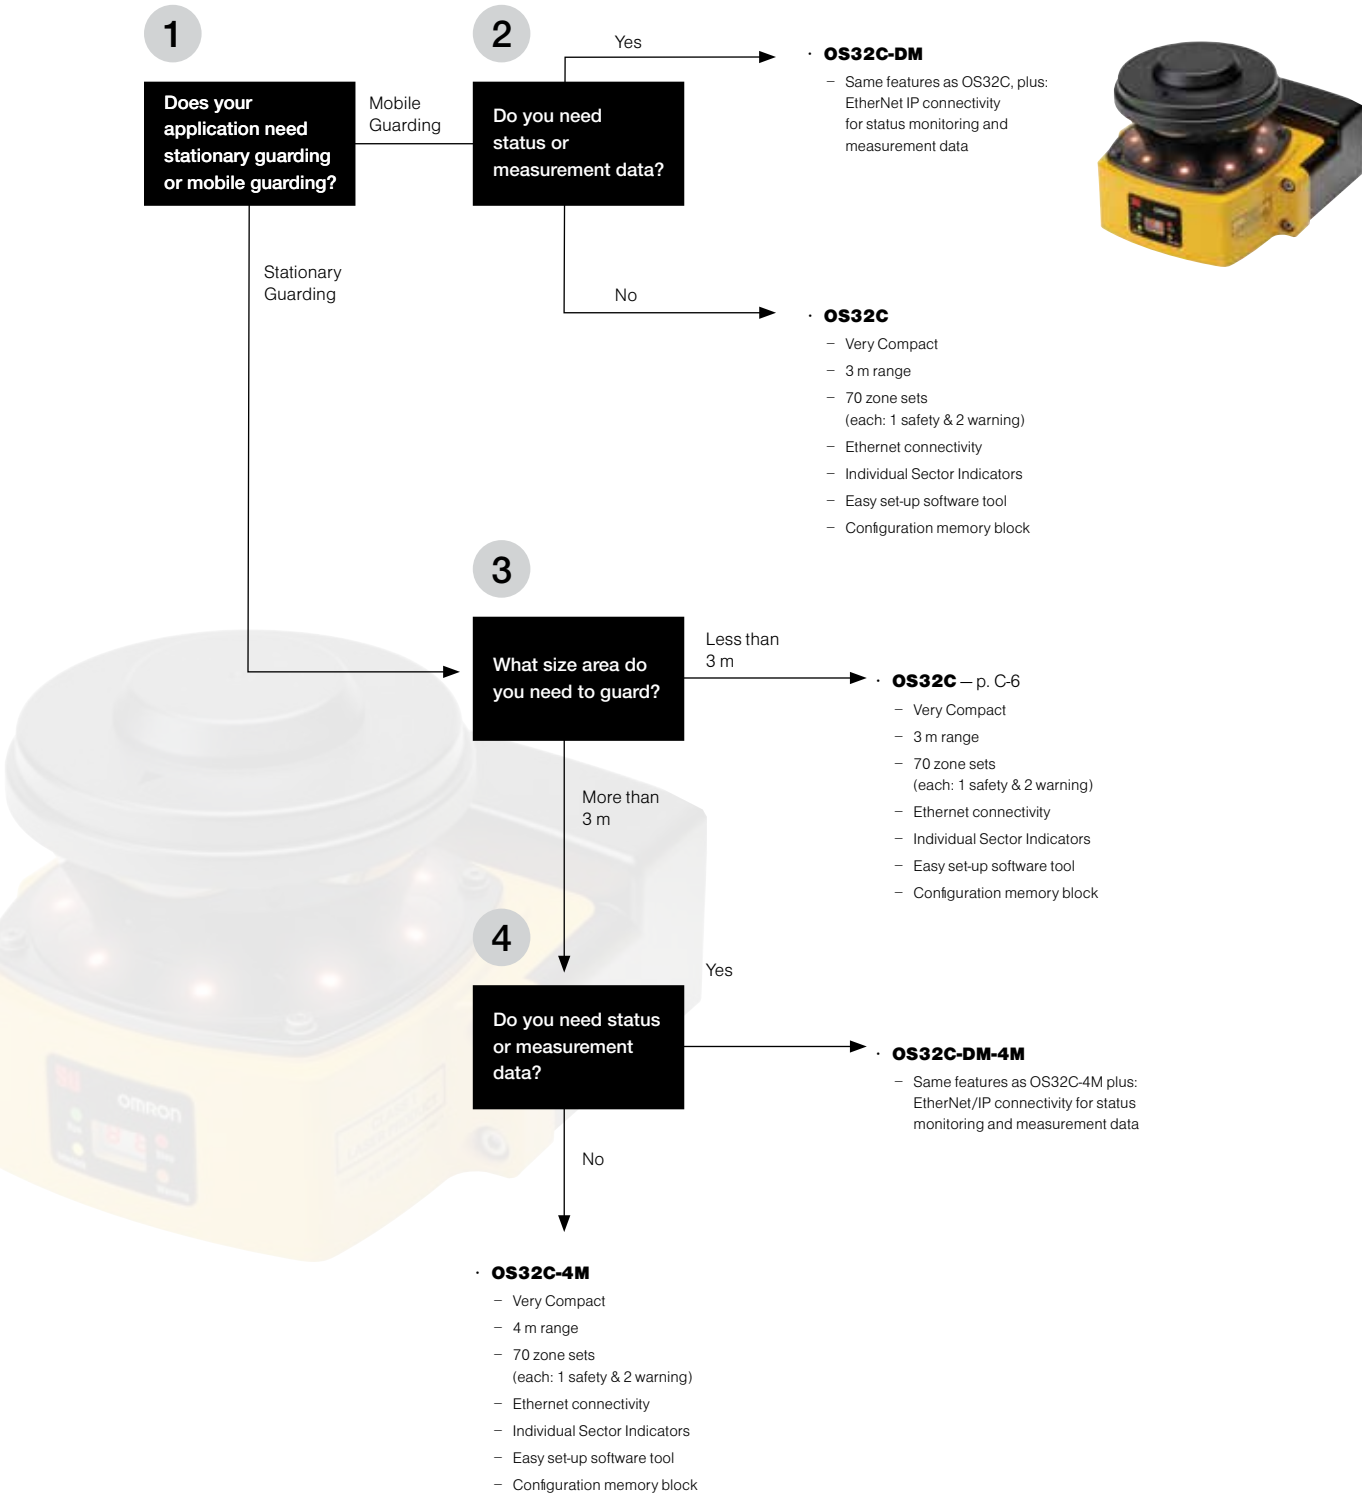 1
Does your
application need
stationary guarding
or mobile guarding?
Mobile
Guarding
2
Do you need
status or
measurement data?
Yes
· OS32C-DM
– Same features as OS32C, plus:
EtherNet IP connectivity
for status monitoring and
measurement data
No
· OS32C
– Very Compact
– 3 m range
– 70 zone sets
(each: 1 safety & 2 warning)
– Ethernet connectivity
– Individual Sector Indicators
– Easy set-up software tool
– Configuration memory block
Stationary
Guarding
3
What size area do
you need to guard?
Less than
3 m
· OS32C – p. C-6
– Very Compact
– 3 m range
– 70 zone sets
(each: 1 safety & 2 warning)
– Ethernet connectivity
– Individual Sector Indicators
– Easy set-up software tool
– Configuration memory block
More than
3 m
4
Do you need status
or measurement
data?
Yes
· OS32C-DM-4M
– Same features as OS32C-4M plus:
EtherNet/IP connectivity for status
monitoring and measurement data
No
· OS32C-4M
– Very Compact
– 4 m range
– 70 zone sets
(each: 1 safety & 2 warning)
– Ethernet connectivity
– Individual Sector Indicators
– Easy set-up software tool
– Configuration memory block
OMRON